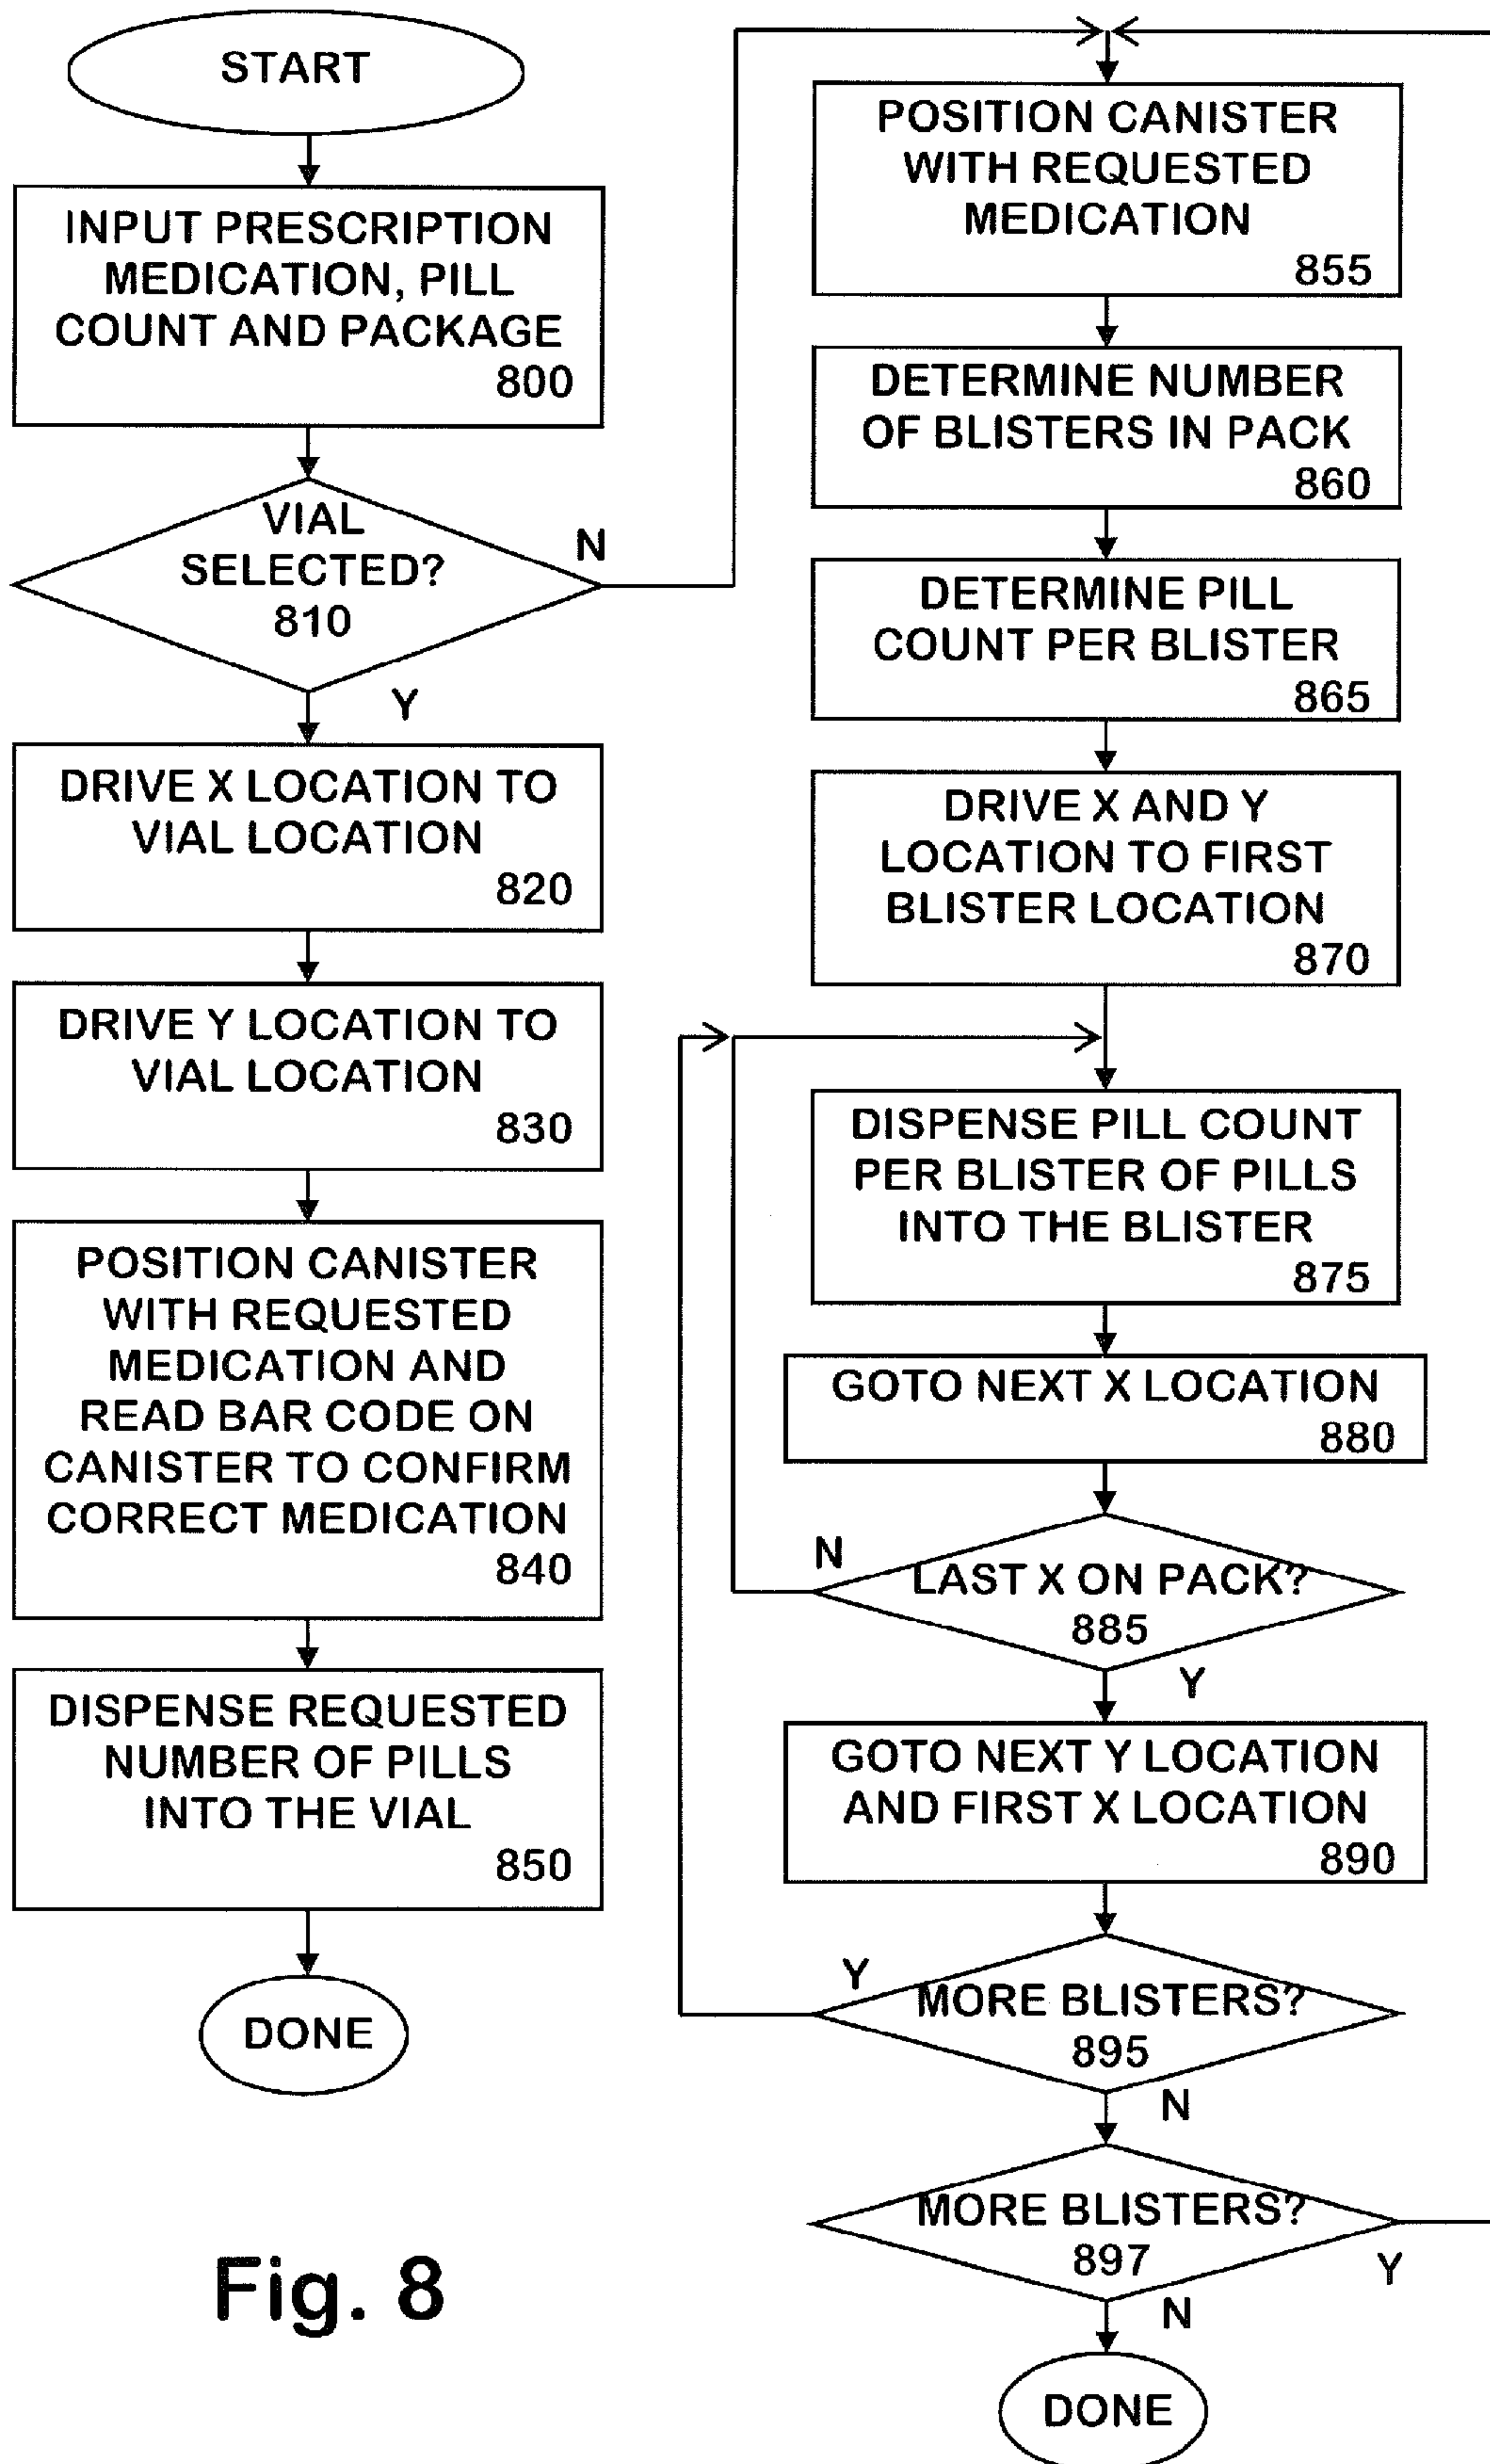 START
INPUT PRESCRIPTION
MEDICATION, PILL
COUNT AND PACKAGE
800
VIAL
SELECTED?
810
N
Y
DRIVE X LOCATION TO
VIAL LOCATION
820
DRIVE Y LOCATION TO
VIAL LOCATION
830
POSITION CANISTER
WITH REQUESTED
MEDICATION AND
READ BAR CODE ON
CANISTER TO CONFIRM
CORRECT MEDICATION
840
DISPENSE REQUESTED
NUMBER OF PILLS
INTO THE VIAL
850
DONE
POSITION CANISTER
WITH REQUESTED
MEDICATION
855
DETERMINE NUMBER
OF BLISTERS IN PACK
860
DETERMINE PILL
COUNT PER BLISTER
865
DRIVE X AND Y
LOCATION TO FIRST
BLISTER LOCATION
870
DISPENSE PILL COUNT
PER BLISTER OF PILLS
INTO THE BLISTER
875
GOTO NEXT X LOCATION
880
N
LAST X ON PACK?
885
Y
GOTO NEXT Y LOCATION
AND FIRST X LOCATION
890
Y
MORE BLISTERS?
895
N
MORE BLISTERS?
897
Y
N
DONE
Fig. 8